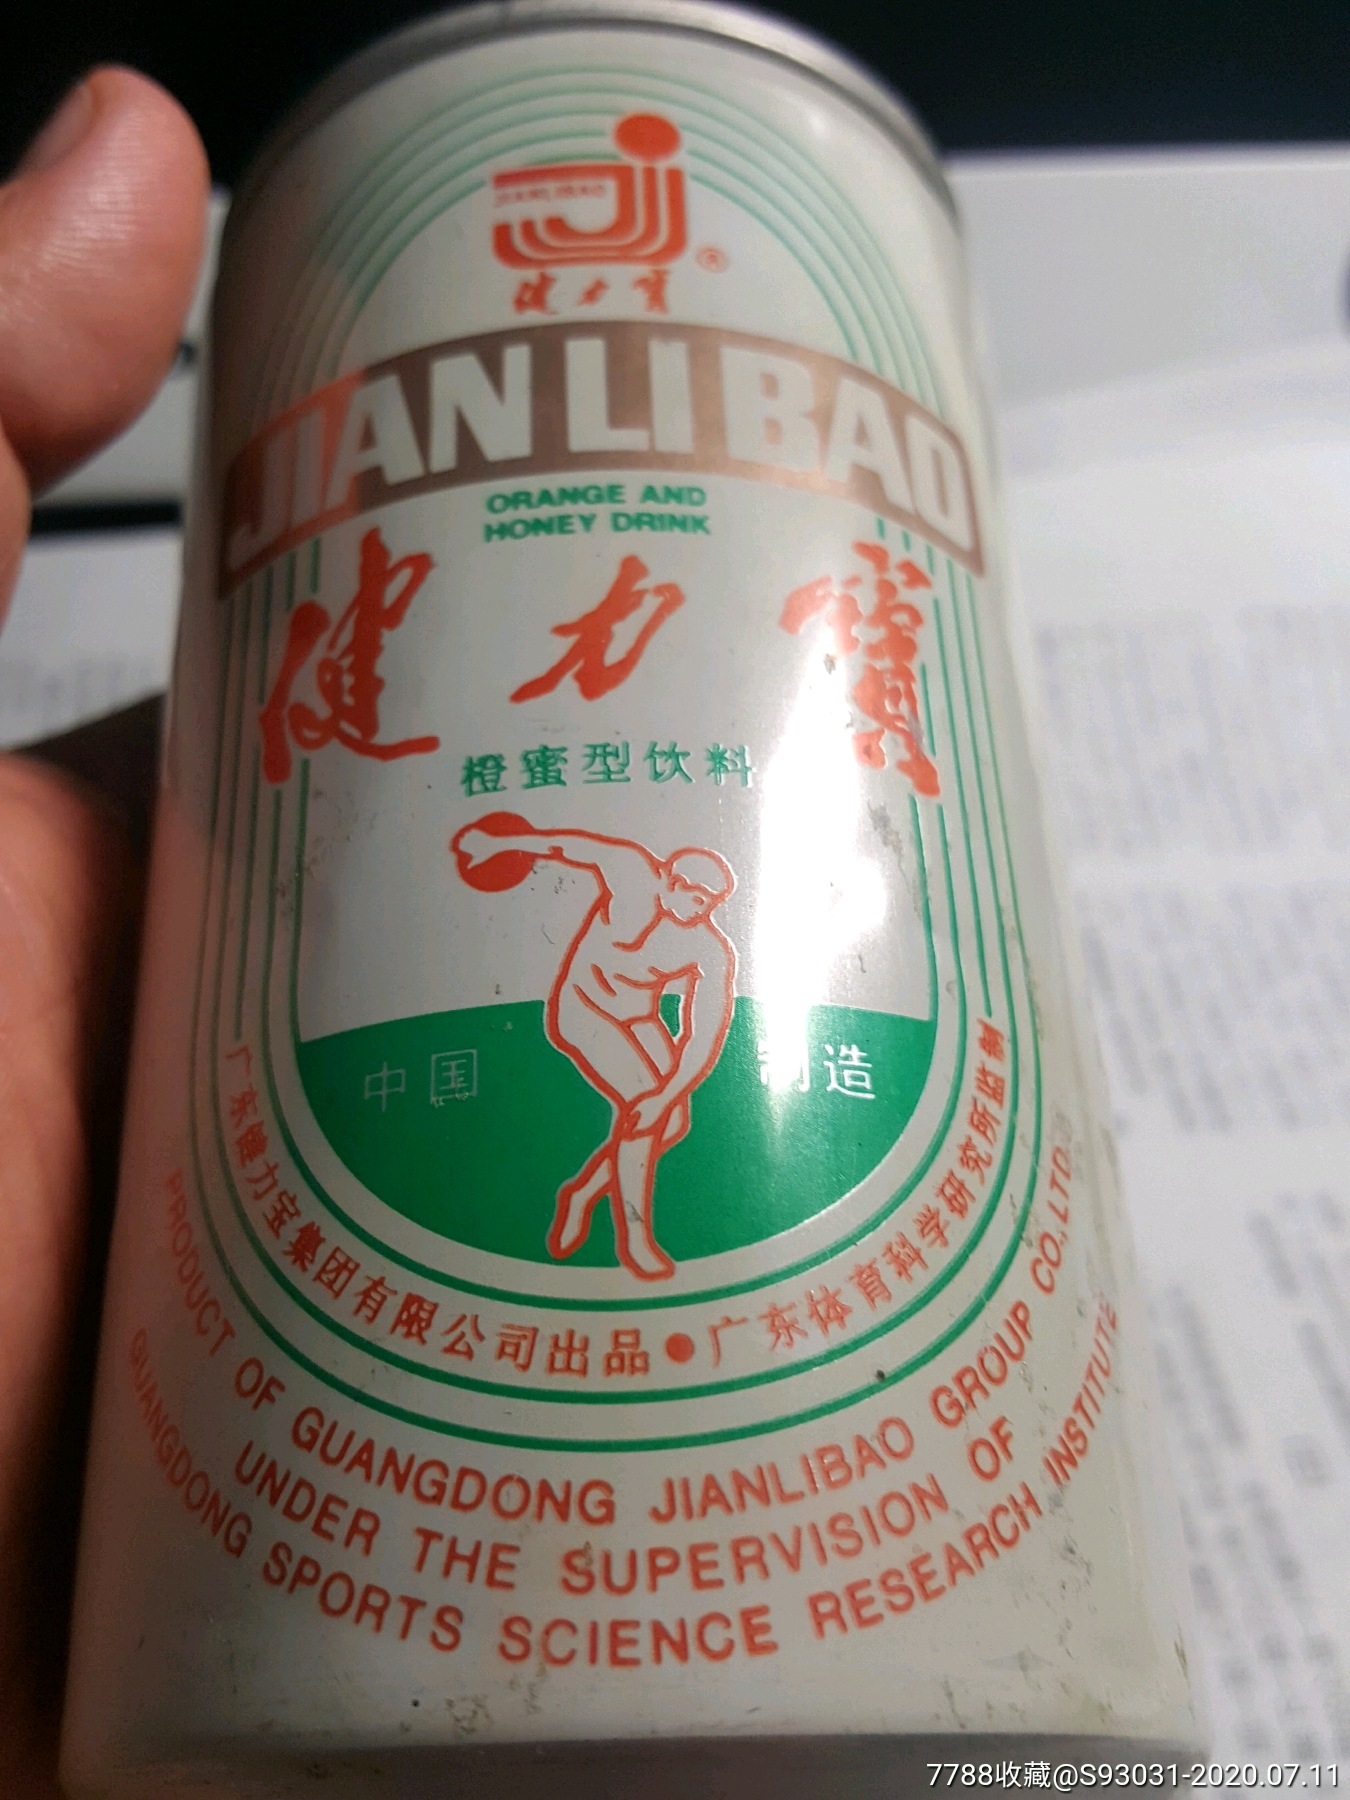 JIANLIBAO
®
健力寶
JIANLIBAO
ORANGE AND
HONEY DRINK
健力寶
橙蜜型饮料
中国 制造
广东健力宝集团有限公司出品●广东体育科学研究所监制
PRODUCT OF GUANGDONG JIANLIBAO GROUP CO.,LTD.
UNDER THE SUPERVISION OF
GUANGDONG SPORTS SCIENCE RESEARCH INSTITUTE
7788收藏@S93031-2020.07.11